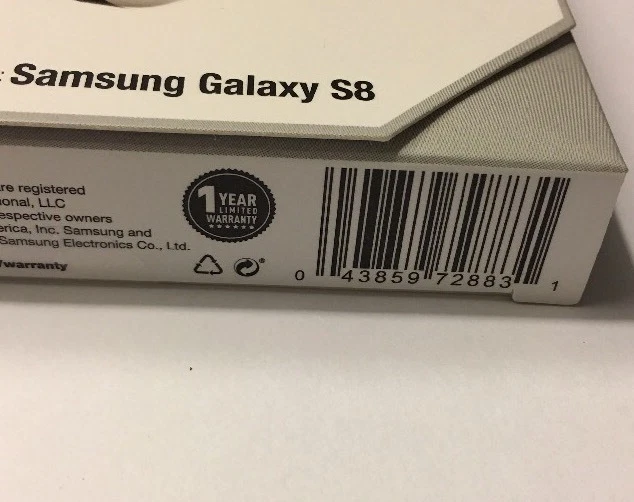 : Samsung Galaxy S8
re registered
onal, LLC
espective owners
erica, Inc. Samsung and
Samsung Electronics Co., Ltd.
/warranty
1 YEAR
LIMITED
WARRANTY
0 43859 72883 1